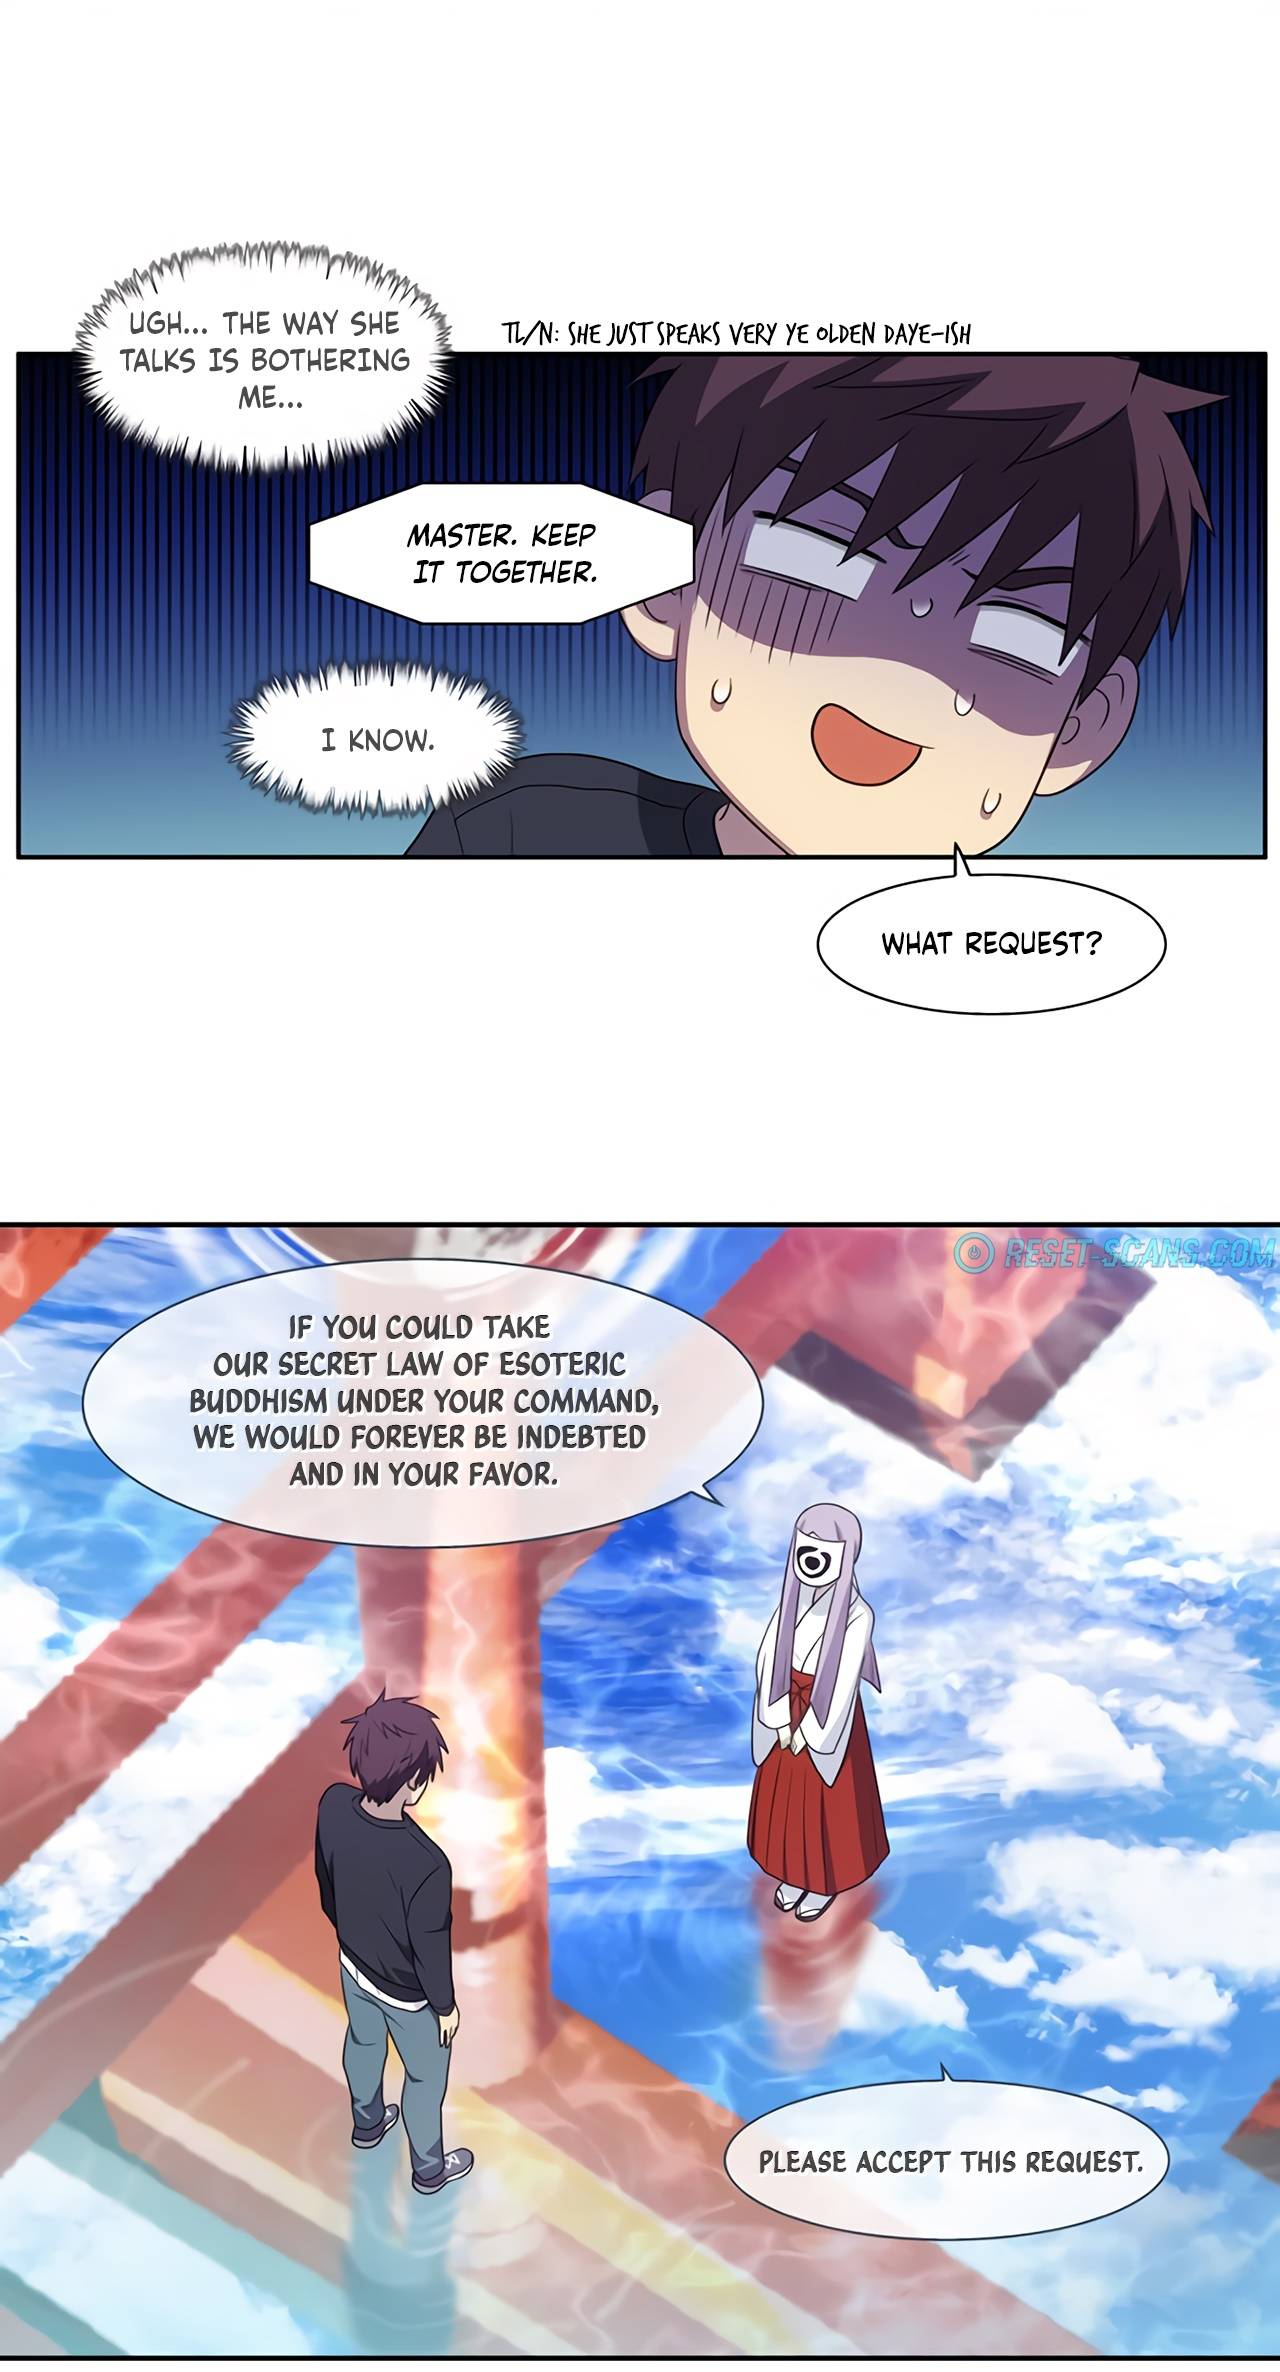 UGH... THE WAY SHE
TALKS IS BOTHERING
ME...
TL/N: SHE JUST SPEAKS VERY YE OLDEN DAYE-ISH
MASTER. KEEP
IT TOGETHER.
I KNOW.
WHAT REQUEST?
RESET-SCANS.COM
IF YOU COULD TAKE
OUR SECRET LAW OF ESOTERIC
BUDDHISM UNDER YOUR COMMAND,
WE WOULD FOREVER BE INDEBTED
AND IN YOUR FAVOR.
PLEASE ACCEPT THIS REQUEST.